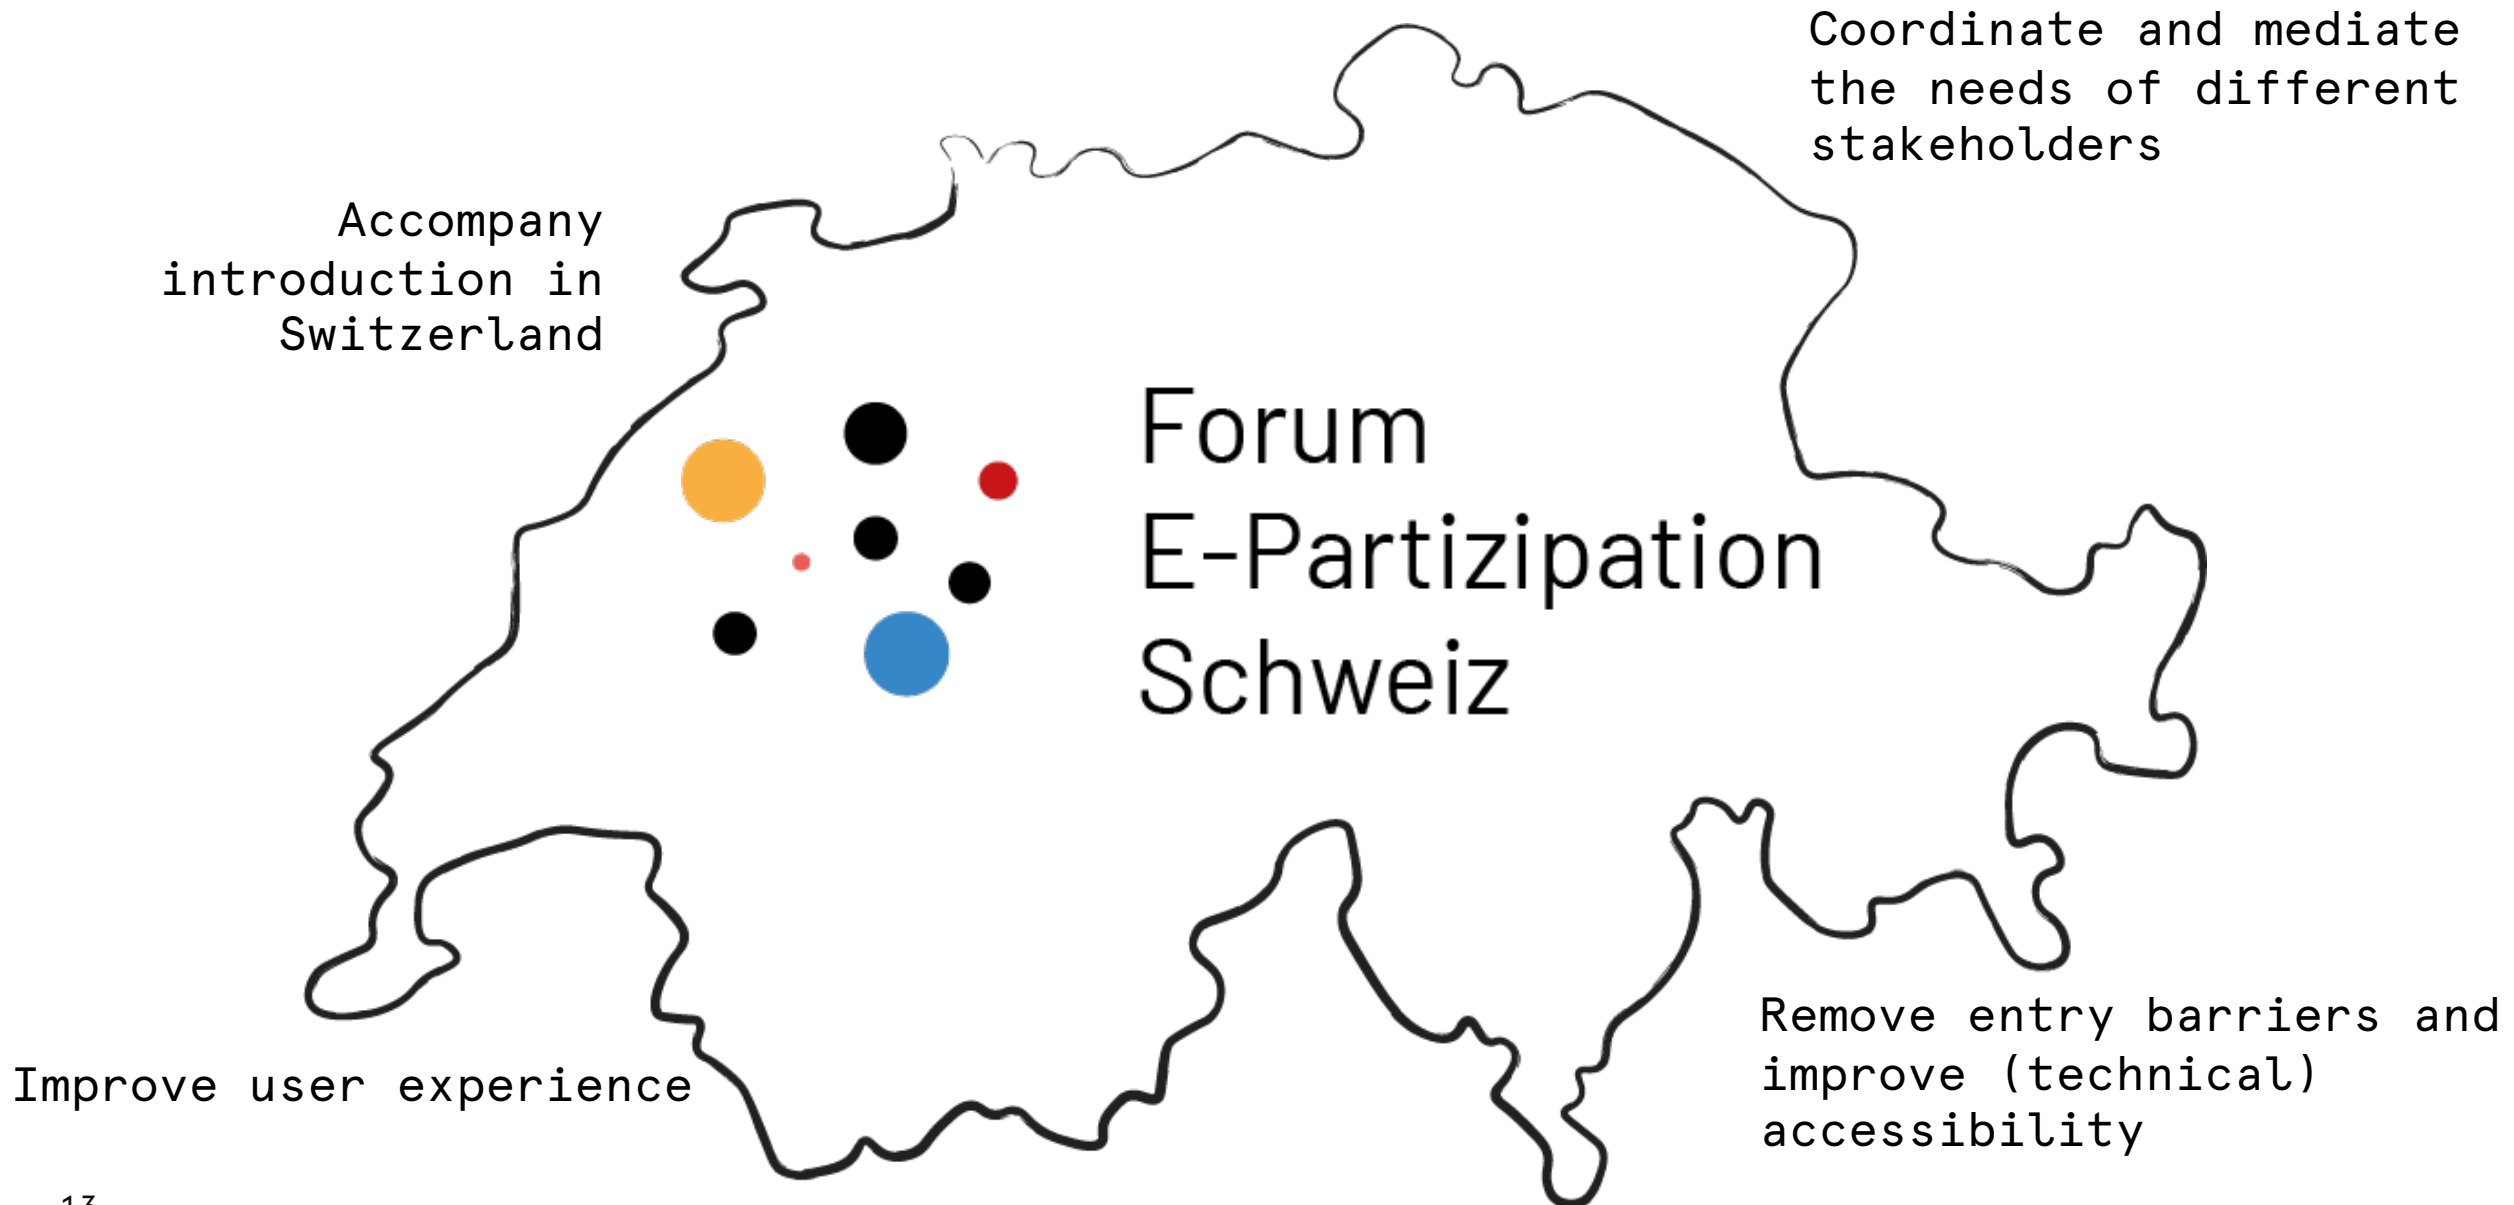 Coordinate and mediate
the needs of different
stakeholders
Accompany
introduction in
Switzerland
Forum
E-Partizipation
Schweiz
Remove entry barriers and
improve (technical)
accessibility
Improve user experience
13